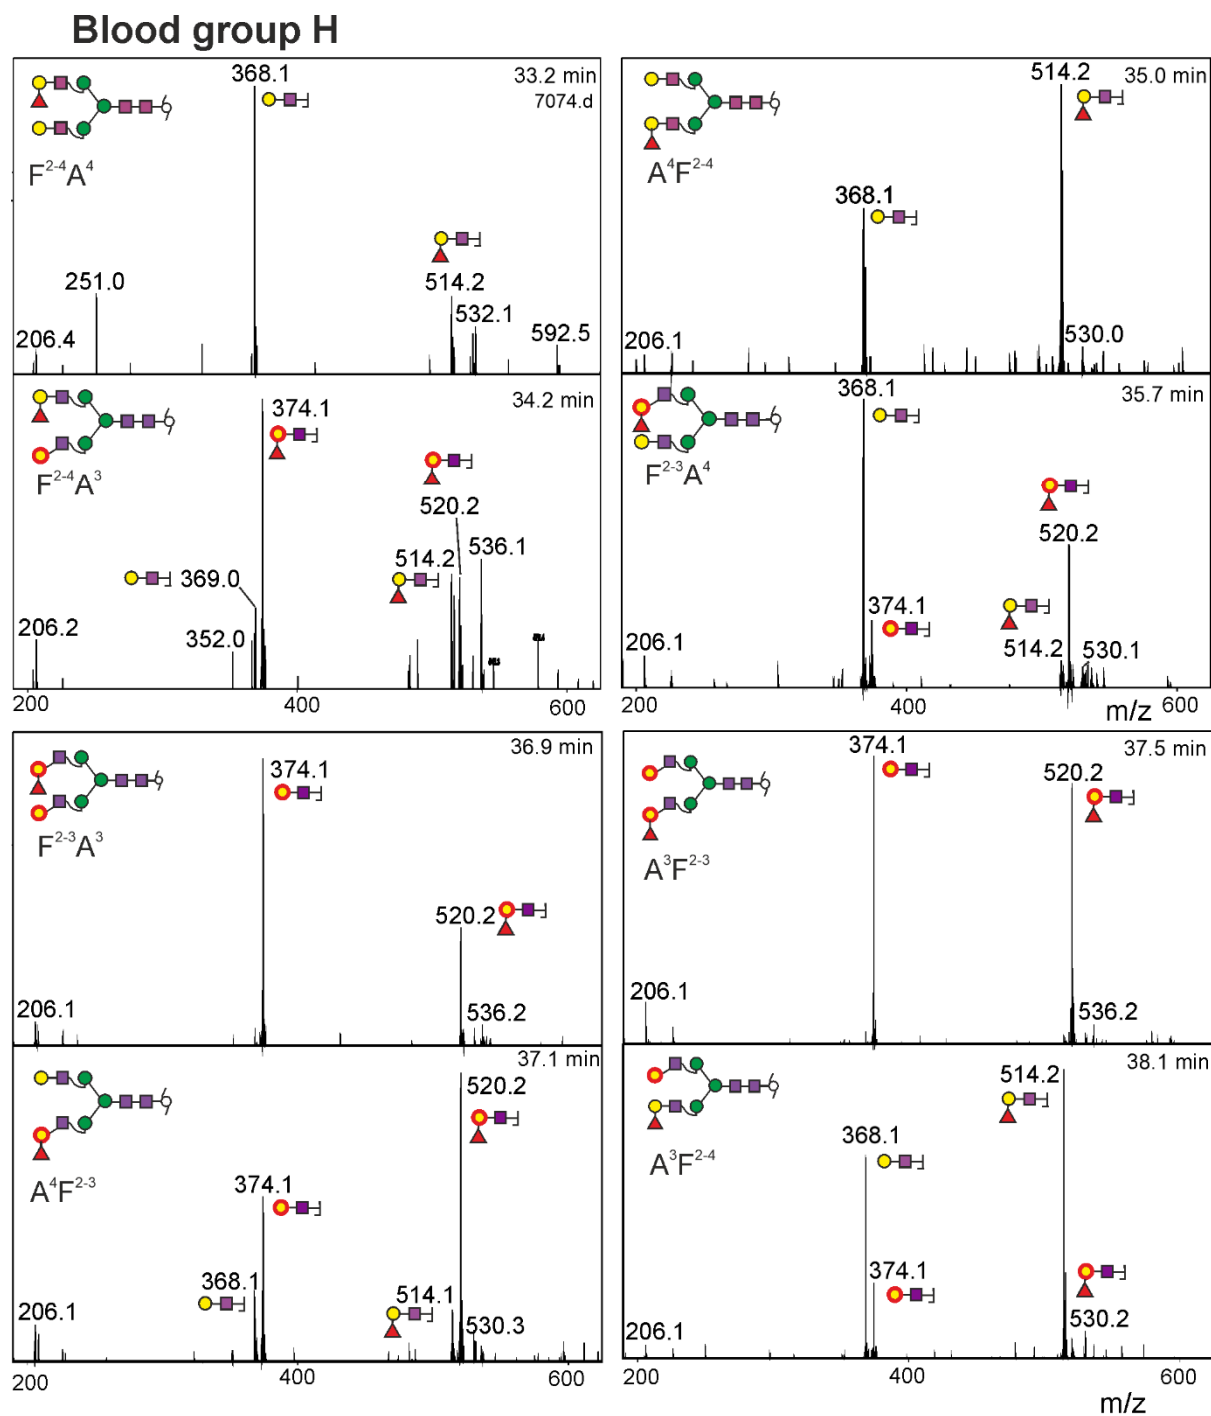 Blood group H
368.1
33.2 min
7074.d
F2-4A4
251.0
514.2
532.1
206.4
592.5
514.2
35.0 min
A4F2-4
368.1
206.1
530.0
374.1
34.2 min
F2-4A3
520.2
514.2
536.1
369.0
206.2
352.0
200
400
600
368.1
35.7 min
F2-3A4
520.2
374.1
206.1
514.2
530.1
400
600
200
m/z
36.9 min
374.1
F2-3A3
520.2
206.1
536.2
374.1
37.5 min
520.2
A3F2-3
206.1
536.2
37.1 min
520.2
A4F2-3
374.1
368.1
514.1
206.1
530.3
200
400
600
38.1 min
514.2
368.1
A3F2-4
374.1
530.2
206.1
200
400
600
m/z